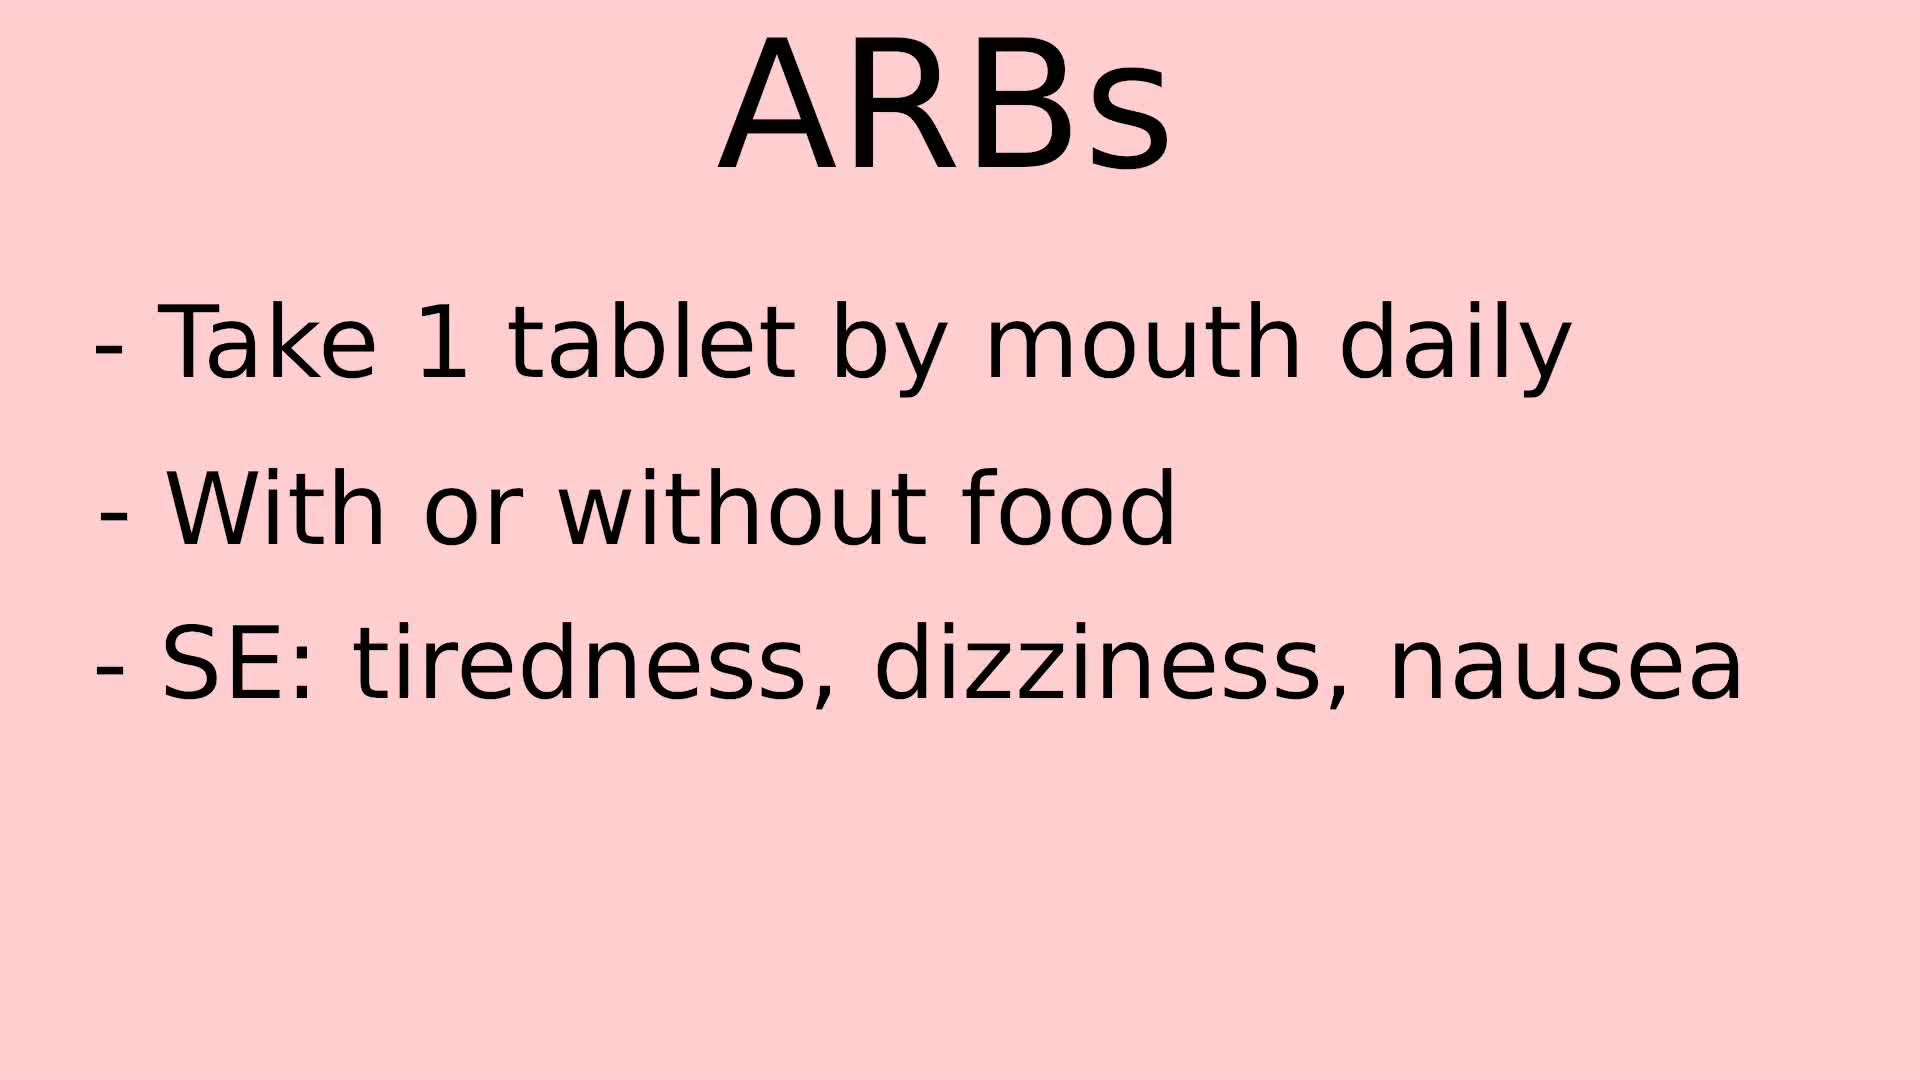 ARBs
- Take 1 tablet by mouth daily
- With or without food
- SE: tiredness, dizziness, nausea